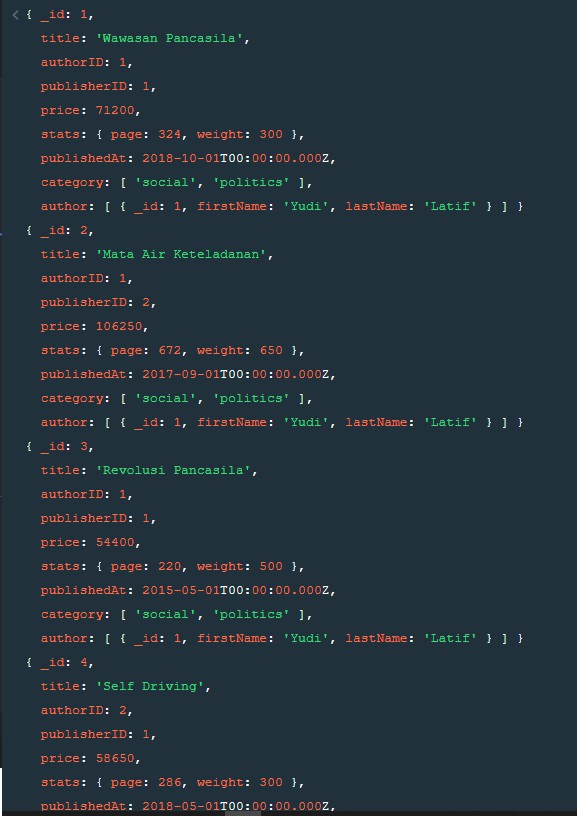 < { _id: 1,
title: 'Wawasan Pancasila',
authorID: 1,
publisherID: 1,
price: 71200,
stats: { page: 324, weight: 300 },
publishedAt: 2018-10-01T00:00:00.000Z,
category: [ 'social', 'politics' ],
author: [ { _id: 1, firstName: 'Yudi', lastName: 'Latif' } ] }
{ _id: 2,
title: 'Mata Air Keteladanan',
authorID: 1,
publisherID: 2,
price: 106250,
stats: { page: 672, weight: 650 },
publishedAt: 2017-09-01T00:00:00.000Z,
category: [ 'social', 'politics' ],
author: [ { _id: 1, firstName: 'Yudi', lastName: 'Latif' } ] }
{ _id: 3,
title: 'Revolusi Pancasila',
authorID: 1,
publisherID: 1,
price: 54400,
stats: { page: 220, weight: 500 },
publishedAt: 2015-05-01T00:00:00.000Z,
category: [ 'social', 'politics' ],
author: [ { _id: 1, firstName: 'Yudi', lastName: 'Latif' } ] }
{ _id: 4,
title: 'Self Driving',
authorID: 2,
publisherID: 1,
price: 58650,
stats: { page: 286, weight: 300 },
publishedAt: 2018-05-01T00:00:00.000Z,